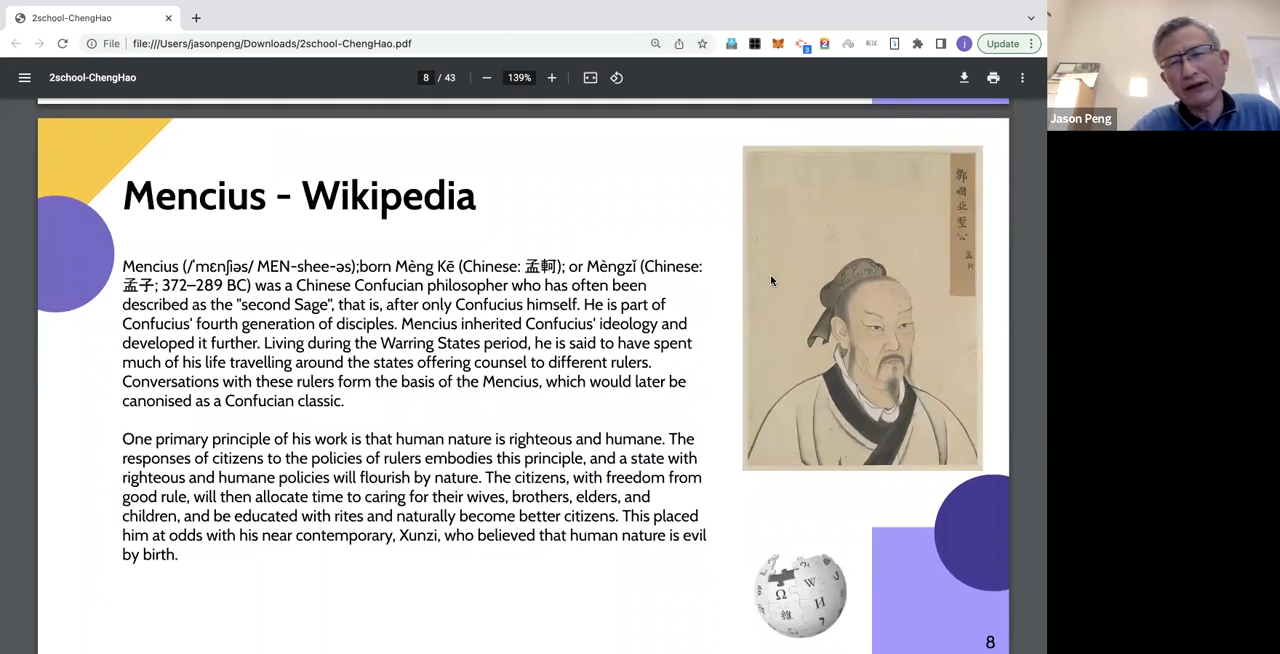 2school-ChengHao
File
file:///Users/jasonpeng/Downloads/2school-ChengHao.pdf
Update
2school-ChengHao
8 / 43
139%
Jason Peng
Mencius - Wikipedia
Mencius (/ˈmɛnʃiəs/ MEN-shee-əs);born Mèng Kē (Chinese: 孟軻); or Mèngzǐ (Chinese:
孟子; 372–289 BC) was a Chinese Confucian philosopher who has often been
described as the "second Sage", that is, after only Confucius himself. He is part of
Confucius' fourth generation of disciples. Mencius inherited Confucius' ideology and
developed it further. Living during the Warring States period, he is said to have spent
much of his life travelling around the states offering counsel to different rulers.
Conversations with these rulers form the basis of the Mencius, which would later be
canonised as a Confucian classic.
One primary principle of his work is that human nature is righteous and humane. The
responses of citizens to the policies of rulers embodies this principle, and a state with
righteous and humane policies will flourish by nature. The citizens, with freedom from
good rule, will then allocate time to caring for their wives, brothers, elders, and
children, and be educated with rites and naturally become better citizens. This placed
him at odds with his near contemporary, Xunzi, who believed that human nature is evil
by birth.
鄒國亞聖公
孟軻
Ω W И 維
8